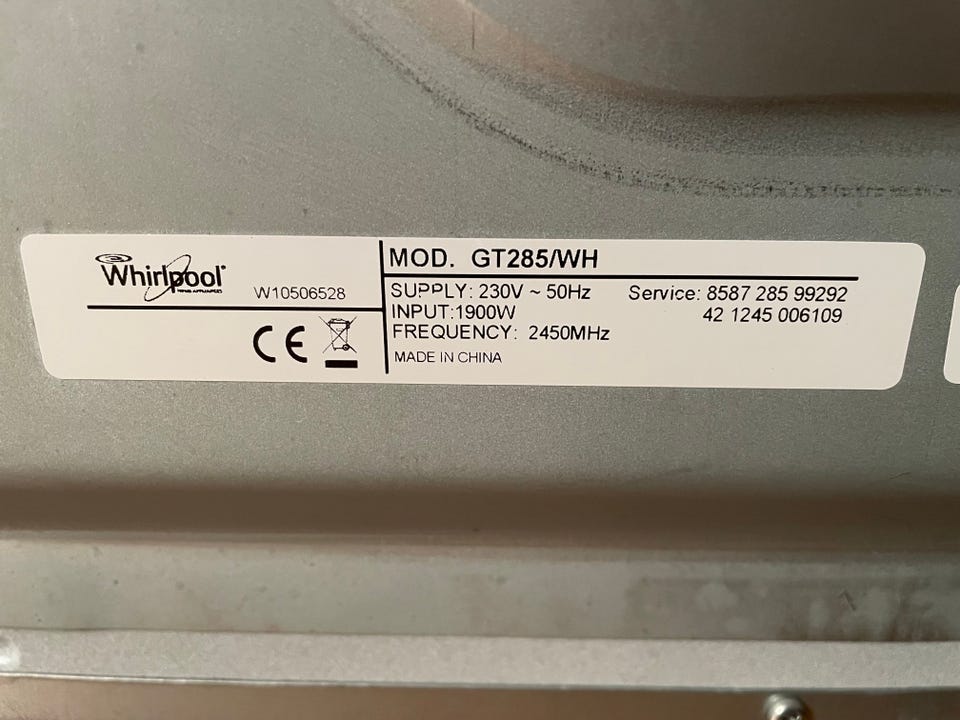 Whirlpool
W10506528
CE
MOD. GT285/WH
SUPPLY: 230V ~ 50Hz
INPUT:1900W
FREQUENCY: 2450MHz
MADE IN CHINA
Service: 8587 285 99292
42 1245 006109